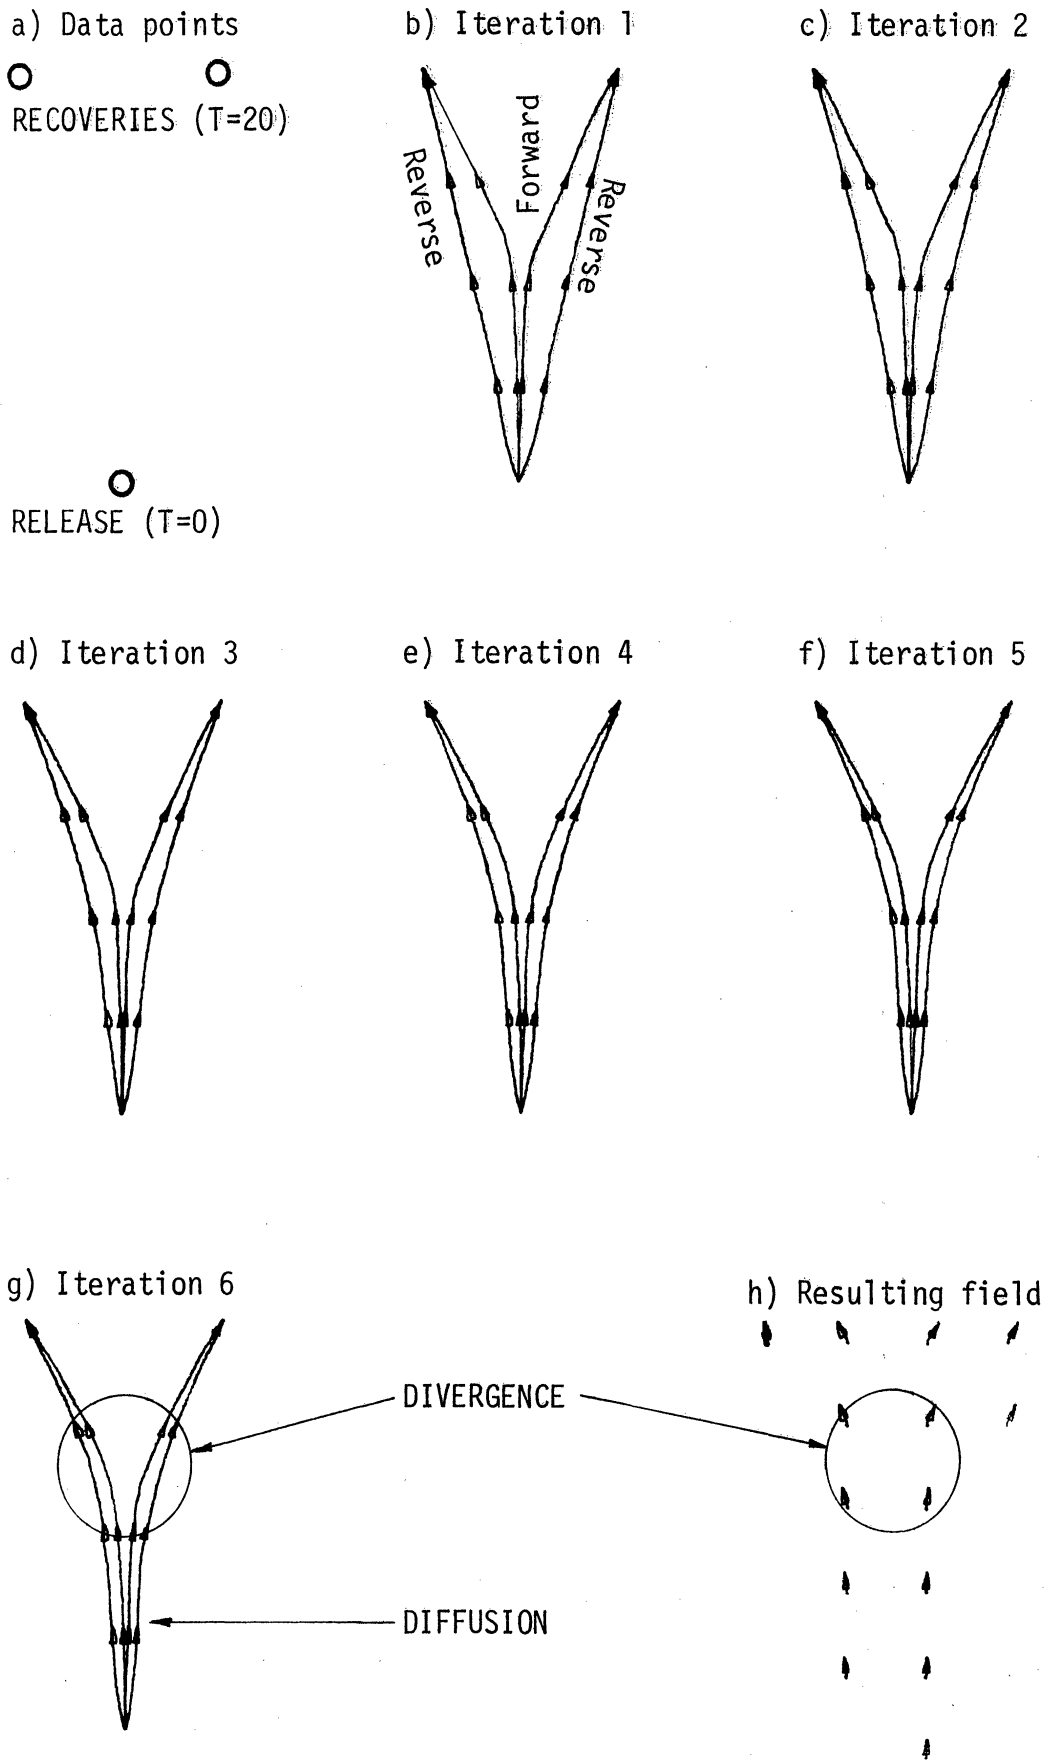 a) Data points
RECOVERIES (T=20)
RELEASE (T=0)
b) Iteration 1
Reverse
Forward
Reverse
c) Iteration 2
d) Iteration 3
e) Iteration 4
f) Iteration 5
g) Iteration 6
h) Resulting field
DIVERGENCE
DIFFUSION